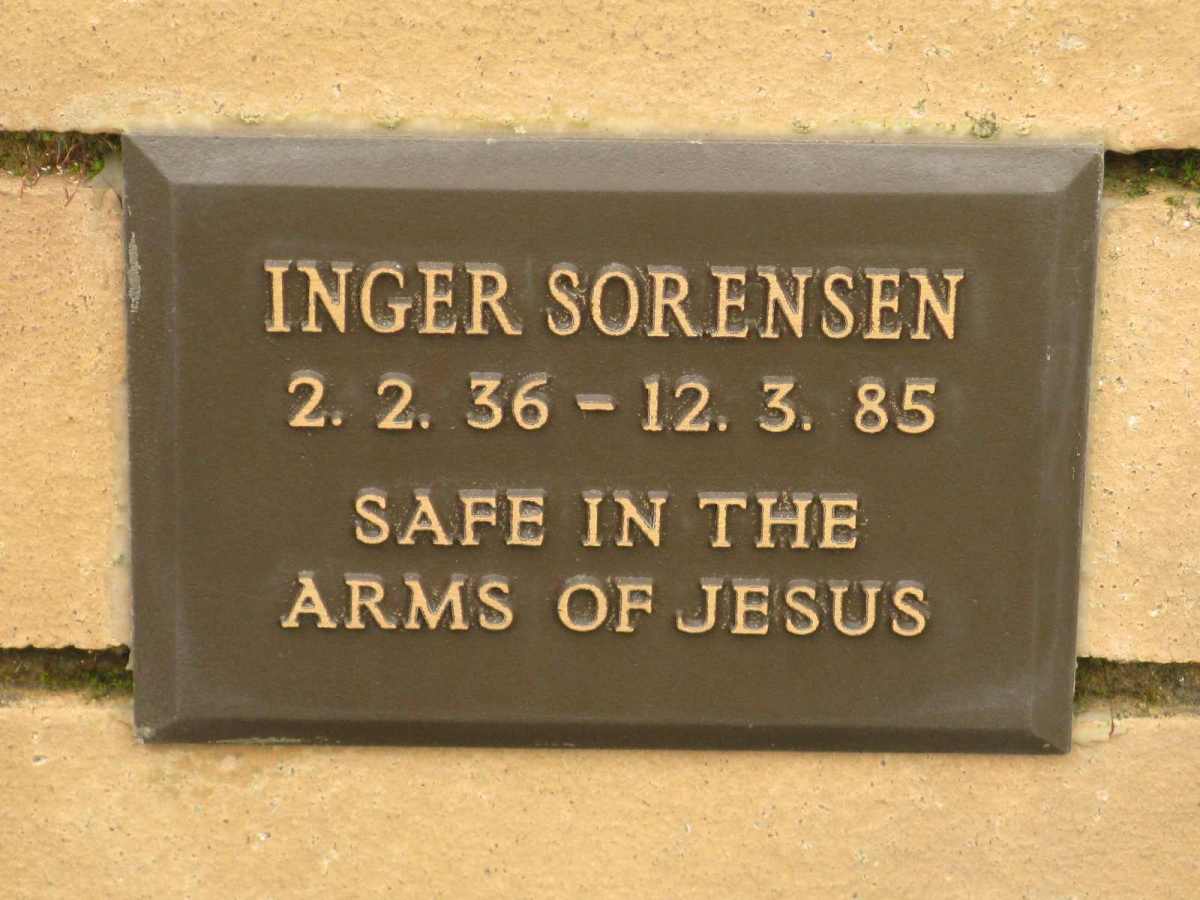 INGER SORENSEN
2. 2. 36 - 12. 3. 85
SAFE IN THE
ARMS OF JESUS